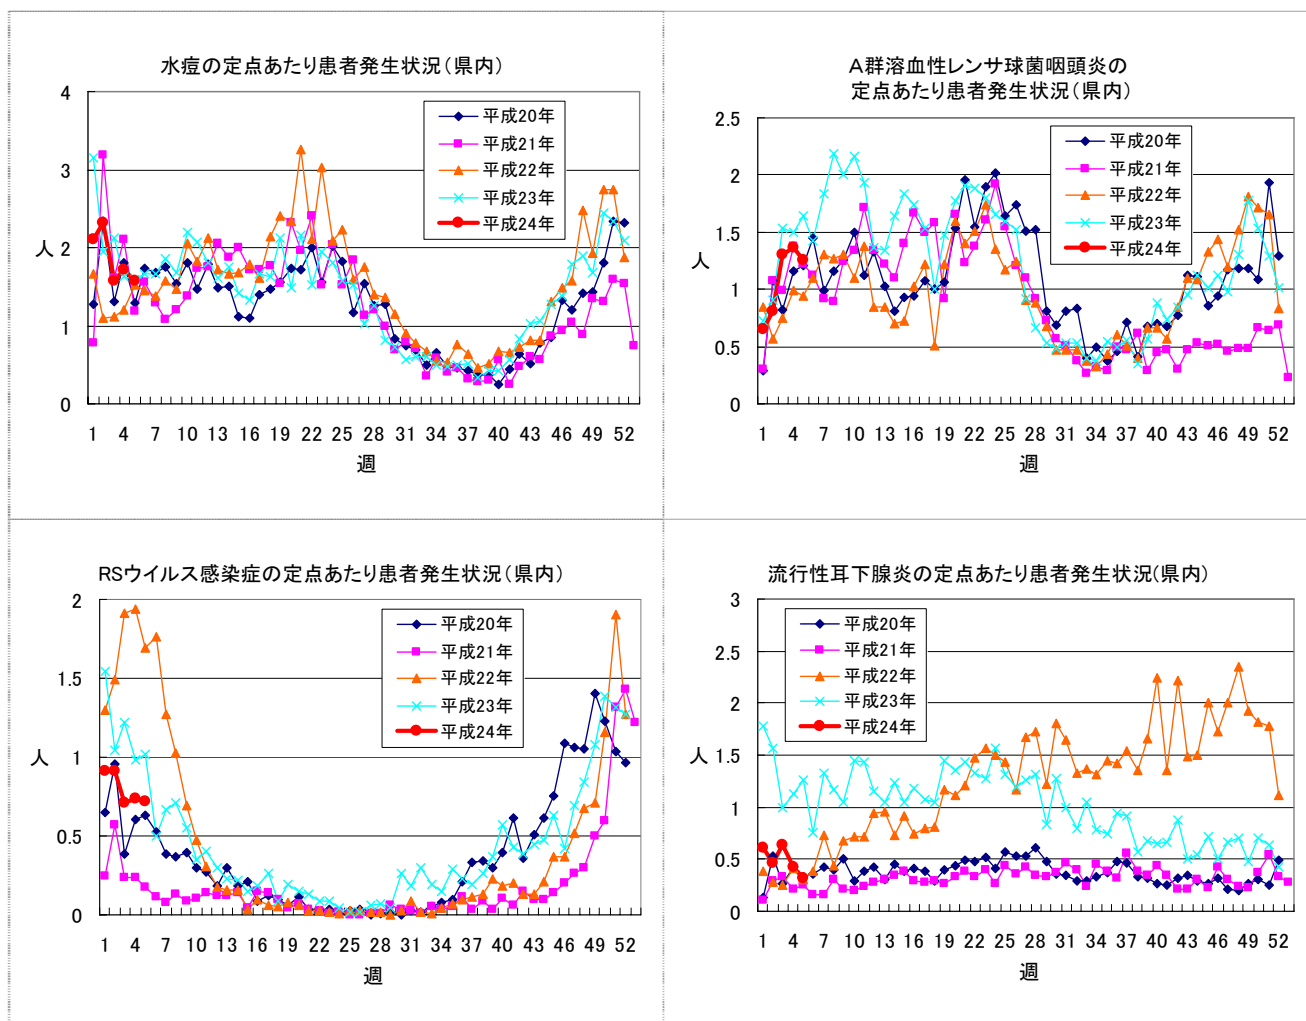 水痘の定点あたり患者発生状況(県内)
4
3
2
1
0
人
平成20年
平成21年
平成22年
平成23年
平成24年
1 4 7 10 13 16 19 22 25 28 31 34 37 40 43 46 49 52
週
A群溶血性レンサ球菌咽頭炎の
定点あたり患者発生状況(県内)
2.5
2
1.5
1
0.5
0
人
平成20年
平成21年
平成22年
平成23年
平成24年
1 4 7 10 13 16 19 22 25 28 31 34 37 40 43 46 49 52
週
RSウイルス感染症の定点あたり患者発生状況(県内)
2
1.5
1
0.5
0
人
平成20年
平成21年
平成22年
平成23年
平成24年
1 4 7 10 13 16 19 22 25 28 31 34 37 40 43 46 49 52
週
流行性耳下腺炎の定点あたり患者発生状況(県内)
3
2.5
2
1.5
1
0.5
0
人
平成20年
平成21年
平成22年
平成23年
平成24年
1 4 7 10 13 16 19 22 25 28 31 34 37 40 43 46 49 52
週